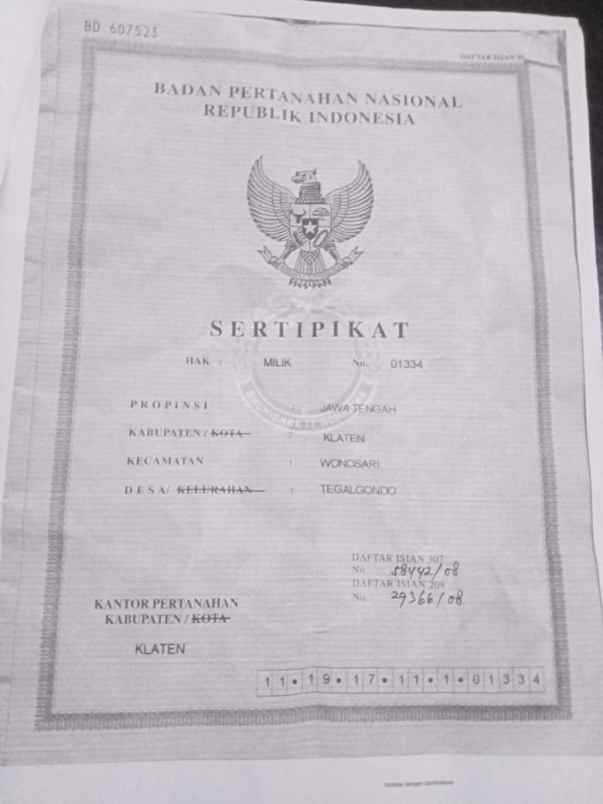 BD 607523
DAFTAR ISIAN
BADAN PERTANAHAN NASIONAL
REPUBLIK INDONESIA
SERTIPIKAT
HAK : MILIK No. 01334
PROPINSI : JAWA TENGAH
KABUPATEN / KOTA : KLATEN
KECAMATAN : WONOSARI
DESA/ KELURAHAN : TEGALGONDO
DAFTAR ISIAN 307
No. 58442/08
DAFTAR ISIAN 208
No. 29366/08
KANTOR PERTANAHAN
KABUPATEN / KOTA
KLATEN
11.19.17.11.1.01334